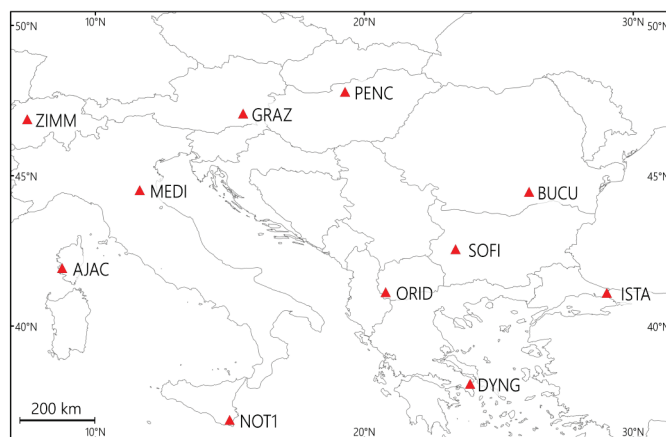 50°N
10°N
20°N
30°N
50°N
PENC
GRAZ
ZIMM
45°N
MEDI
BUCU
45°N
SOFI
AJAC
ORID
ISTA
40°N
40°N
DYNG
200 km
NOT1
10°N
20°N
30°N